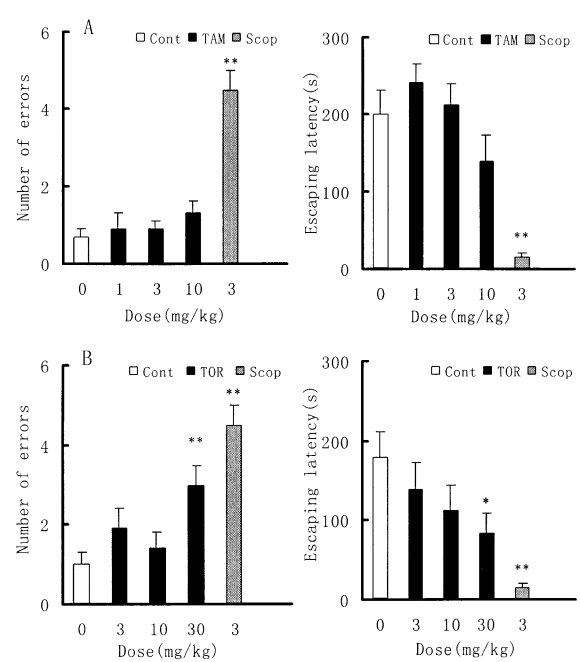 A
□ Cont ■ TAM ▩ Scop
Number of errors
6
4
2
0
**
0 1 3 10 3
Dose(mg/kg)
□ Cont ■ TAM ▩ Scop
Escaping latency(s)
300
200
100
0
**
0 1 3 10 3
Dose(mg/kg)
B
□ Cont ■ TOR ▩ Scop
Number of errors
6
4
2
0
** **
0 3 10 30 3
Dose(mg/kg)
□ Cont ■ TOR ▩ Scop
Escaping latency(s)
300
200
100
0
* **
0 3 10 30 3
Dose(mg/kg)